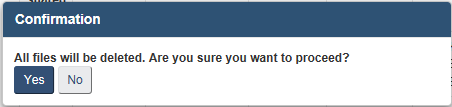 Confirmation
All files will be deleted. Are you sure you want to proceed?
Yes No